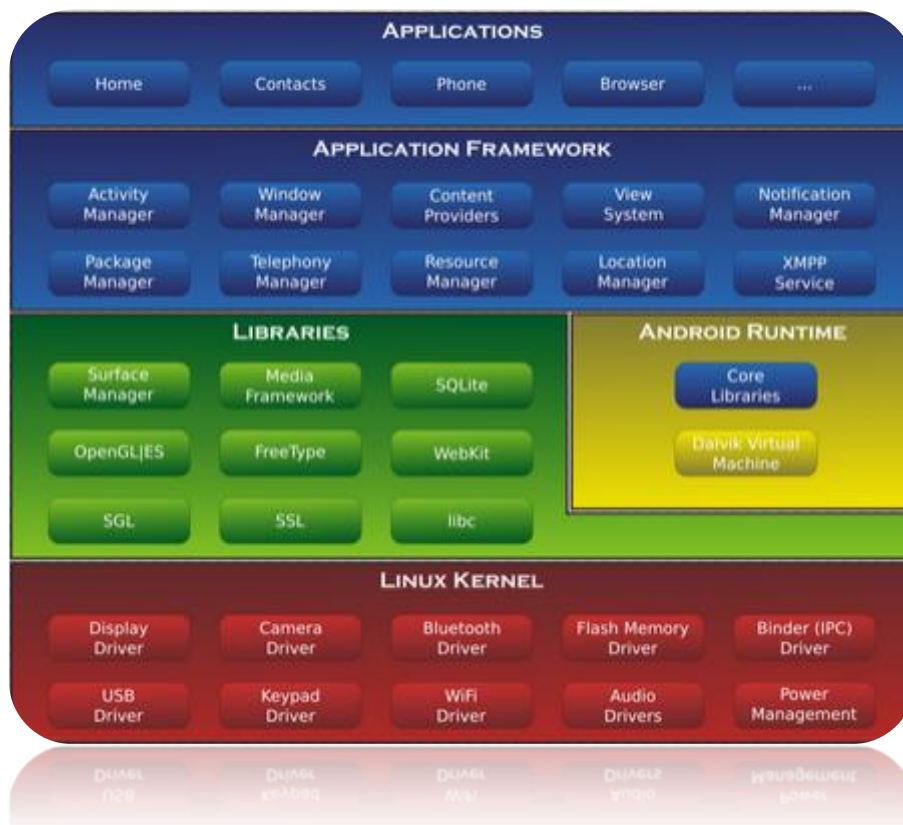 APPLICATIONS
Home
Contacts
Phone
Browser
...
APPLICATION FRAMEWORK
Activity
Manager
Window
Manager
Content
Providers
View
System
Notification
Manager
Package
Manager
Telephony
Manager
Resource
Manager
Location
Manager
XMPP
Service
LIBRARIES
Surface
Manager
Media
Framework
SQLite
OpenGL|ES
FreeType
WebKit
SGL
SSL
libc
ANDROID RUNTIME
Core
Libraries
Dalvik Virtual
Machine
LINUX KERNEL
Display
Driver
Camera
Driver
Bluetooth
Driver
Flash Memory
Driver
Binder (IPC)
Driver
USB
Driver
Keypad
Driver
WiFi
Driver
Audio
Drivers
Power
Management